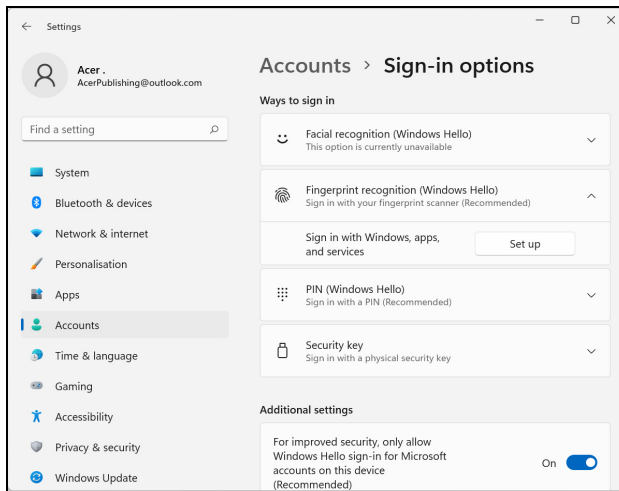 Settings
Acer .
AcerPublishing@outlook.com
Find a setting
System
Bluetooth & devices
Network & internet
Personalisation
Apps
Accounts
Time & language
Gaming
Accessibility
Privacy & security
Windows Update
Accounts > Sign-in options
Ways to sign in
Facial recognition (Windows Hello)
This option is currently unavailable
Fingerprint recognition (Windows Hello)
Sign in with your fingerprint scanner (Recommended)
Sign in with Windows, apps,
and services
Set up
PIN (Windows Hello)
Sign in with a PIN (Recommended)
Security key
Sign in with a physical security key
Additional settings
For improved security, only allow
Windows Hello sign-in for Microsoft
accounts on this device
(Recommended)
On